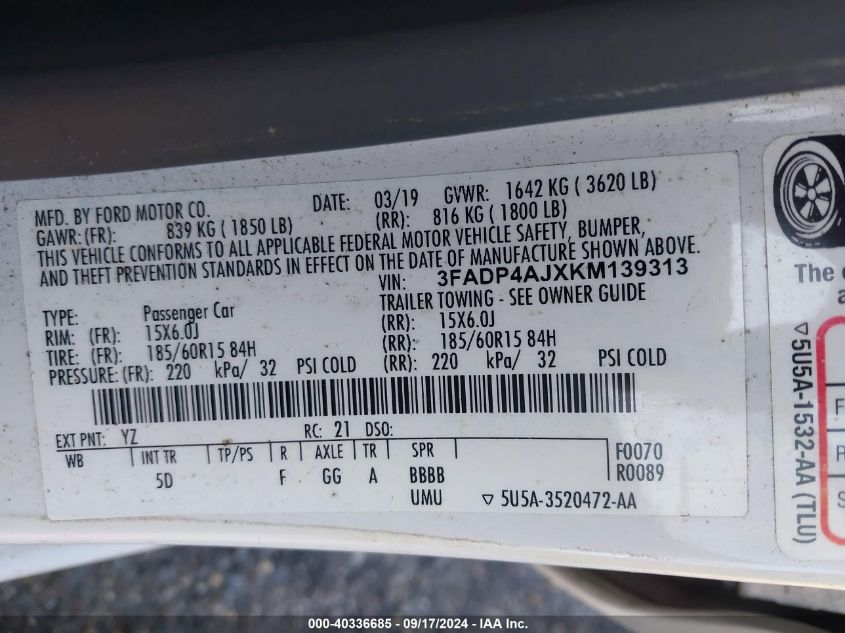 MFD. BY FORD MOTOR CO.
DATE: 03/19 GVWR: 1642 KG ( 3620 LB)
GAWR: (FR): 839 KG ( 1850 LB) (RR): 816 KG ( 1800 LB)
THIS VEHICLE CONFORMS TO ALL APPLICABLE FEDERAL MOTOR VEHICLE SAFETY, BUMPER,
AND THEFT PREVENTION STANDARDS IN EFFECT ON THE DATE OF MANUFACTURE SHOWN ABOVE.
VIN: 3FADP4AJXKM139313
TYPE: Passenger Car TRAILER TOWING - SEE OWNER GUIDE
RIM: (FR): 15X6.0J (RR): 15X6.0J
TIRE: (FR): 185/60R15 84H (RR): 185/60R15 84H
PRESSURE: (FR): 220 kPa/ 32 PSI COLD (RR): 220 kPa/ 32 PSI COLD
EXT PNT: YZ RC: 21 DSO:
WB INT TR TP/PS R AXLE TR SPR F0070
5D F GG A BBBB R0089
UMU ▽ 5U5A-3520472-AA
The
▽5U5A-1532-AA (TLU)
F
R
S
000-40336685 - 09/17/2024 - IAA Inc.